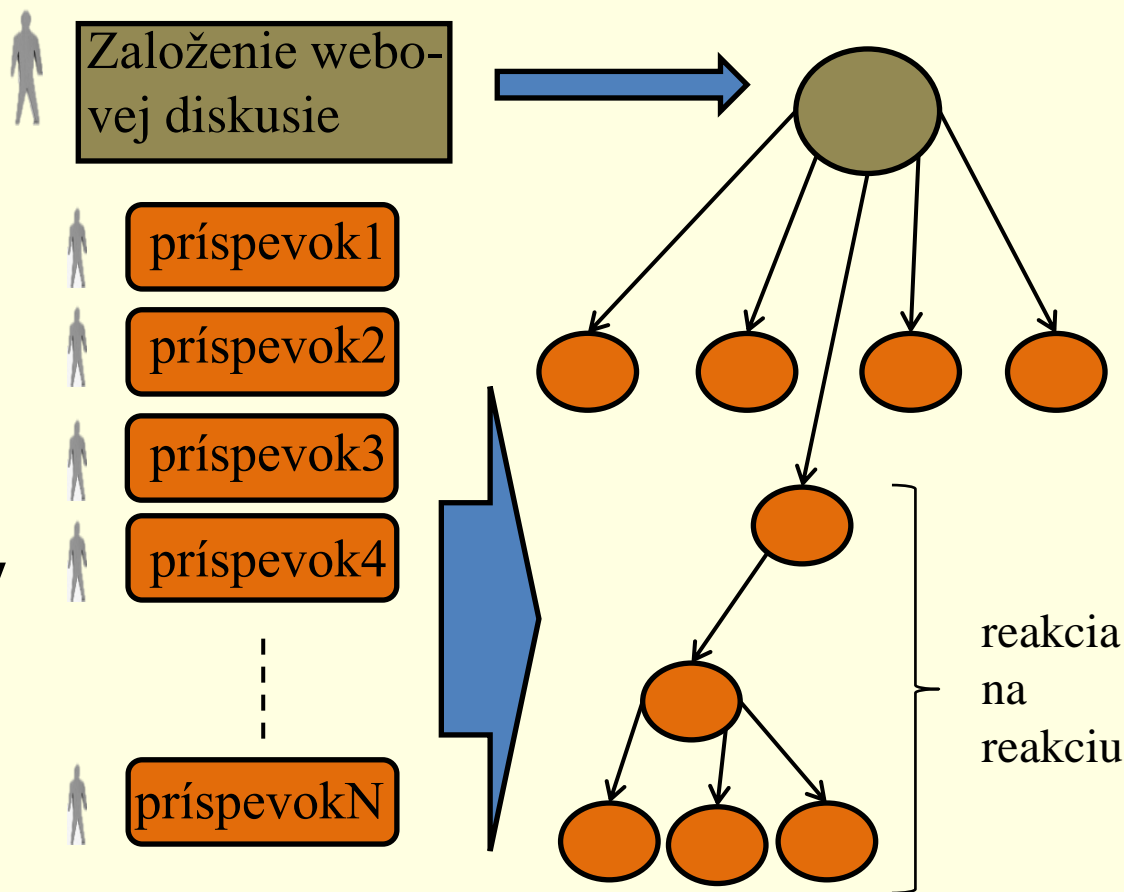 Založenie webo-
vej diskusie
príspevok1
príspevok2
príspevok3
príspevok4
príspevokN
reakcia
na
reakciu